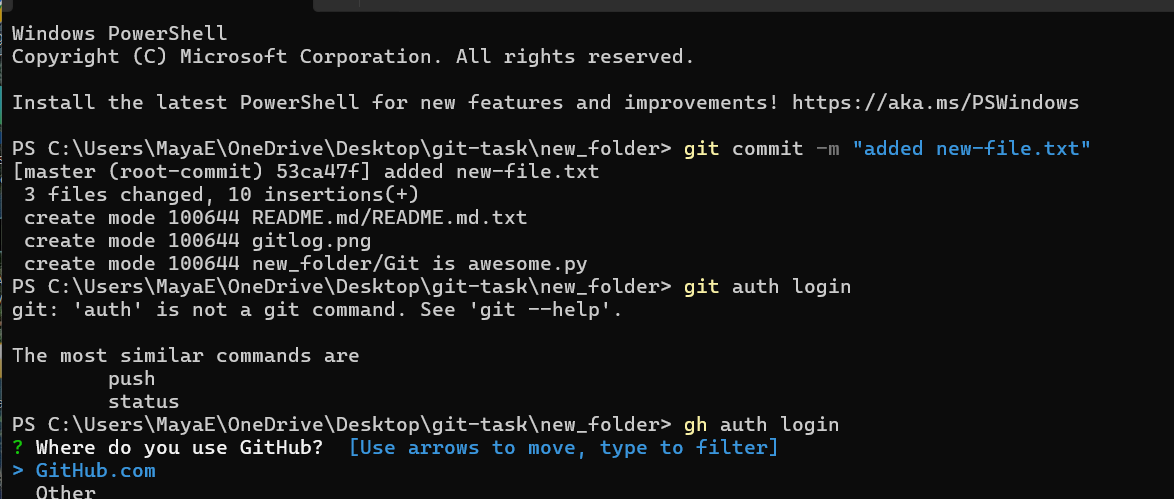 Windows PowerShell
Copyright (C) Microsoft Corporation. All rights reserved.
Install the latest PowerShell for new features and improvements! https://aka.ms/PSWindows
PS C:\Users\MayaE\OneDrive\Desktop\git-task\new_folder> git commit -m "added new-file.txt"
[master (root-commit) 53ca47f] added new-file.txt
 3 files changed, 10 insertions(+)
 create mode 100644 README.md/README.md.txt
 create mode 100644 gitlog.png
 create mode 100644 new_folder/Git is awesome.py
PS C:\Users\MayaE\OneDrive\Desktop\git-task\new_folder> git auth login
git: 'auth' is not a git command. See 'git --help'.
The most similar commands are
        push
        status
PS C:\Users\MayaE\OneDrive\Desktop\git-task\new_folder> gh auth login
? Where do you use GitHub?  [Use arrows to move, type to filter]
> GitHub.com
  Other